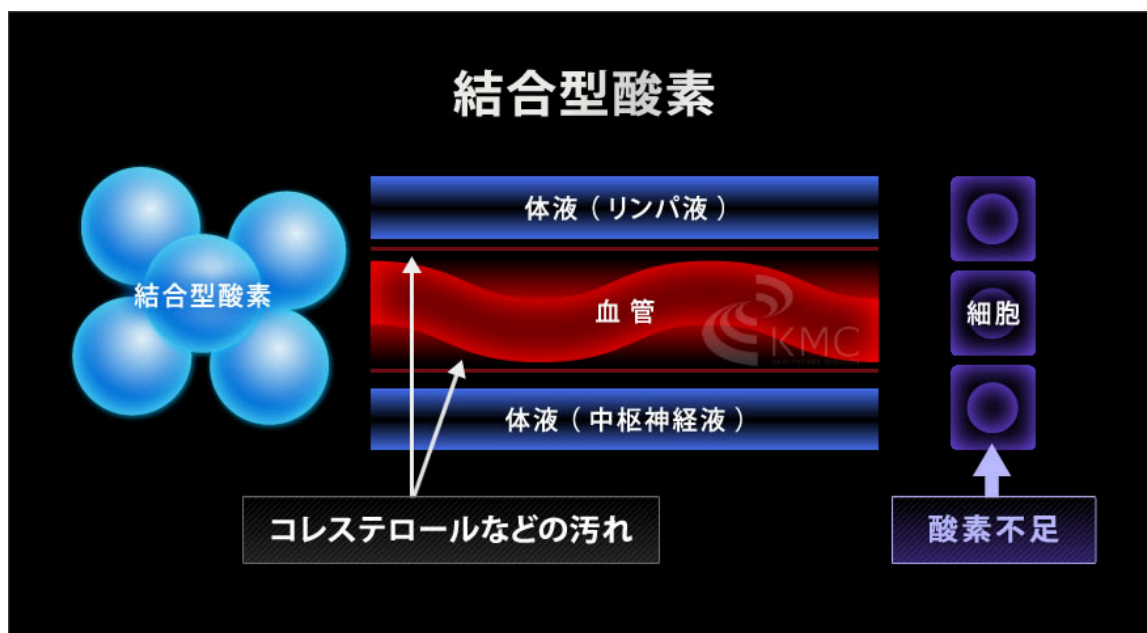 結合型酸素
結合型酸素
体液（リンパ液）
血管
KMC
細胞
体液（中枢神経液）
コレステロールなどの汚れ
酸素不足